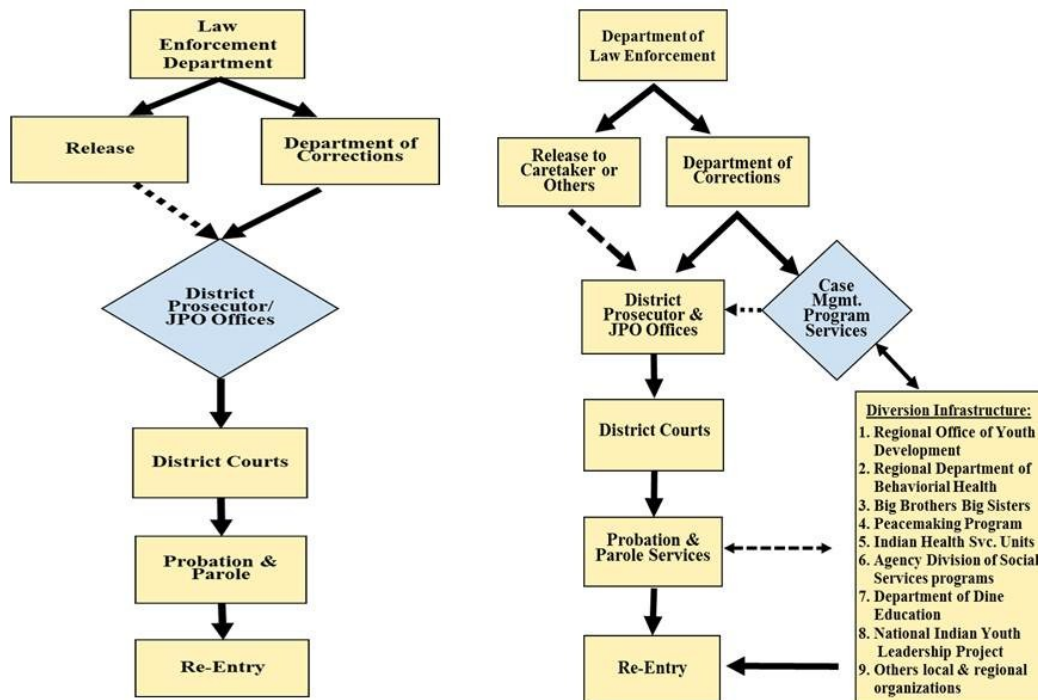 Law
Enforcement
Department
Release
Department of
Corrections
District
Prosecutor/
JPO Offices
District Courts
Probation &
Parole
Re-Entry
Department of
Law Enforcement
Release to
Caretaker or
Others
Department of
Corrections
District
Prosecutor &
JPO Offices
Case
Mgmt.
Program
Services
District Courts
Probation &
Parole Services
Re-Entry
Diversion Infrastructure:
1. Regional Office of Youth
Development
2. Regional Department of
Behaviorial Health
3. Big Brothers Big Sisters
4. Peacemaking Program
5. Indian Health Svc. Units
6. Agency Division of Social
Services programs
7. Department of Dine
Education
8. National Indian Youth
Leadership Project
9. Others local & regional
organizations